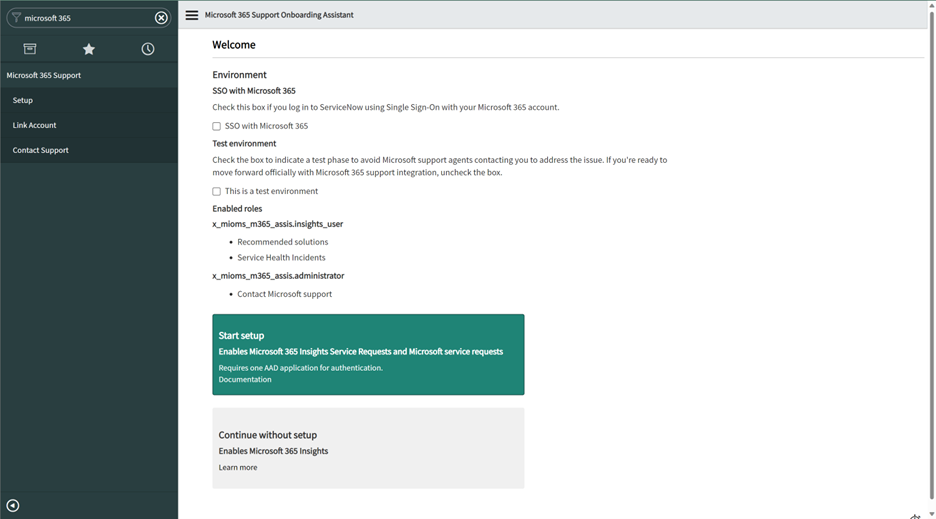 microsoft 365
Microsoft 365 Support
Setup
Link Account
Contact Support
Microsoft 365 Support Onboarding Assistant
Welcome
Environment
SSO with Microsoft 365
Check this box if you log in to ServiceNow using Single Sign-On with your Microsoft 365 account.
SSO with Microsoft 365
Test environment
Check the box to indicate a test phase to avoid Microsoft support agents contacting you to address the issue. If you're ready to
move forward officially with Microsoft 365 support integration, uncheck the box.
This is a test environment
Enabled roles
x_mioms_m365_assis.insights_user
• Recommended solutions
• Service Health Incidents
x_mioms_m365_assis.administrator
• Contact Microsoft support
Start setup
Enables Microsoft 365 Insights Service Requests and Microsoft service requests
Requires one AAD application for authentication.
Documentation
Continue without setup
Enables Microsoft 365 Insights
Learn more